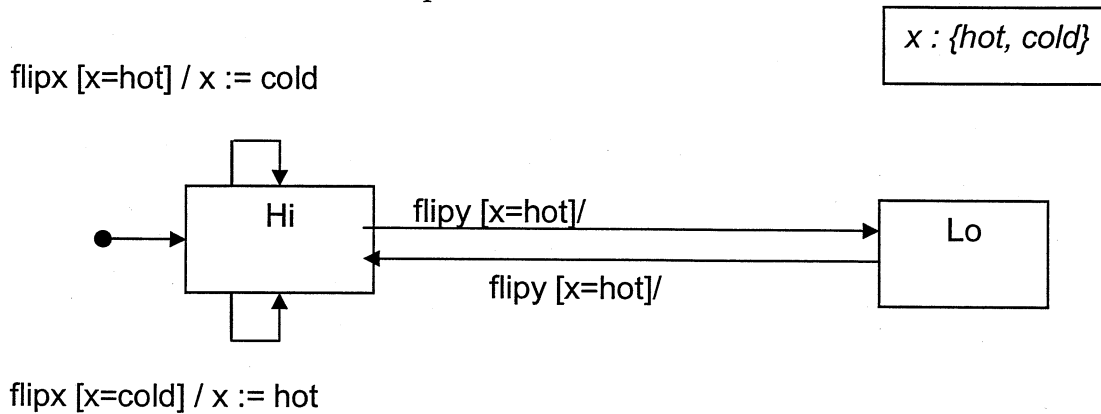 x : {hot, cold}
flipx [x=hot] / x := cold
Hi
flipy [x=hot]/
Lo
flipy [x=hot]/
flipx [x=cold] / x := hot